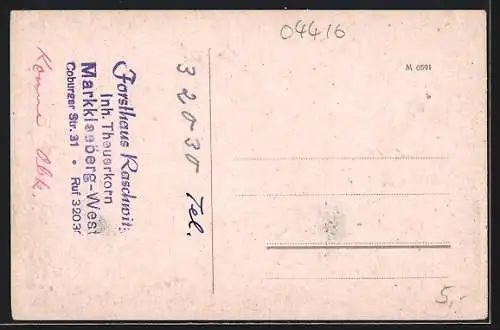 04416
M 0591
Forsthaus Raschwitz
Inh. Theuerkorn
Markkleeberg-West
Coburger Str. 31 • Ruf 32030
32030 Tel.
5,-